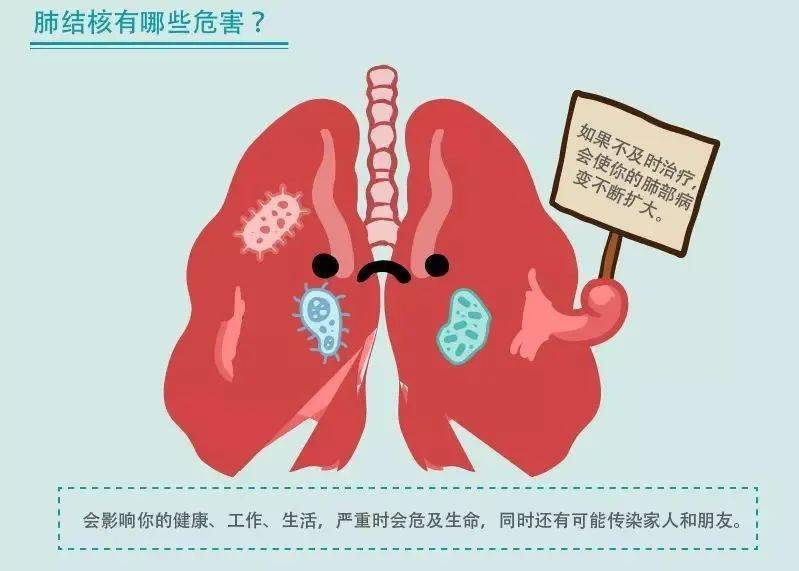 肺结核有哪些危害？
如果不及时治疗，
会使你的肺部病
变不断扩大。
会影响你的健康、工作、生活，严重时会危及生命，同时还有可能传染家人和朋友。